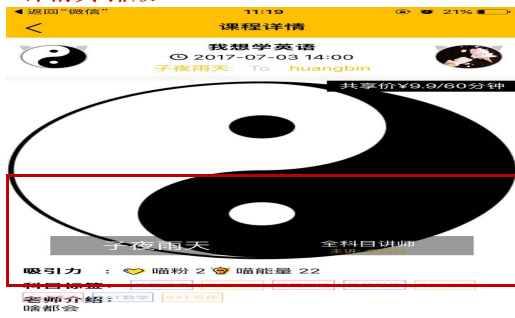 返回"微信" 11:19 21%
< 课程详情
我想学英语
2017-07-03 14:00
子夜雨天 To huangbin
共享价¥9.9/60分钟
子夜雨天 全科目讲师
吸引力 : 喵粉 2 喵能量 22
科目标签:
老师介绍:
啥都会